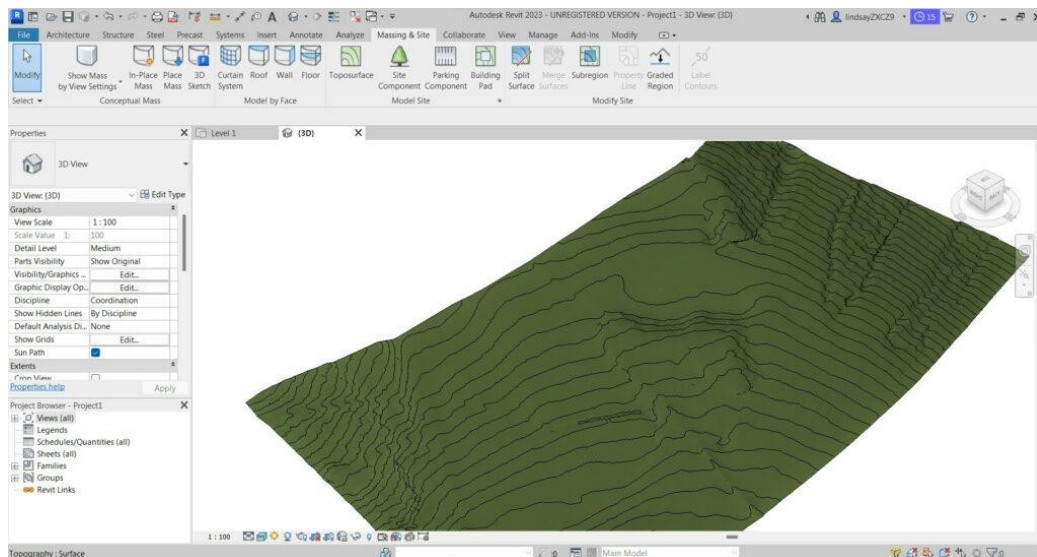 Autodesk Revit 2023 - UNREGISTERED VERSION - Project1 - 3D View: {3D}
lindsayZXCZ9
15
File Architecture Structure Steel Precast Systems Insert Annotate Analyze Massing & Site Collaborate View Manage Add-Ins Modify
Modify
Show Mass
by View Settings
In-Place
Mass
Place
Mass
3D
Sketch
Curtain
System
Roof
Wall
Floor
Toposurface
Site
Component
Parking
Component
Building
Pad
Split
Surface
Merge
Surfaces
Subregion
Property
Line
Graded
Region
50
Label
Contours
Select
Conceptual Mass
Model by Face
Model Site
Modify Site
Properties
Level 1
{3D}
3D View
3D View: {3D}
Edit Type
Graphics
View Scale 1 : 100
Scale Value 1: 100
Detail Level Medium
Parts Visibility Show Original
Visibility/Graphics ... Edit...
Graphic Display Op... Edit...
Discipline Coordination
Show Hidden Lines By Discipline
Default Analysis Di... None
Show Grids Edit...
Sun Path
Extents
Crop View
Properties help
Apply
Project Browser - Project1
Views (all)
Legends
Schedules/Quantities (all)
Sheets (all)
Families
Groups
Revit Links
1 : 100
Topography : Surface
:0
Main Model
:0